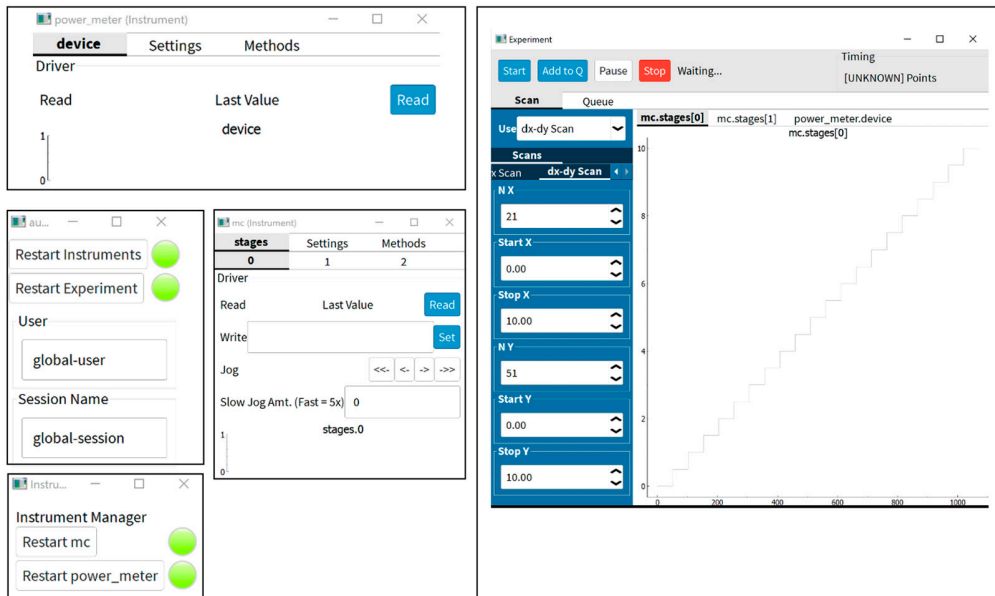 power_meter (Instrument)
device Settings Methods
Driver
Read Last Value Read
device
1
0
au...
Restart Instruments
Restart Experiment
User
global-user
Session Name
global-session
mc (Instrument)
stages Settings Methods
0 1 2
Driver
Read Last Value Read
Write Set
Jog <<- <- -> ->>
Slow Jog Amt. (Fast = 5x) 0
stages.0
1
0
Instru...
Instrument Manager
Restart mc
Restart power_meter
Experiment
Start Add to Q Pause Stop Waiting...
Timing
[UNKNOWN] Points
Scan Queue
Use dx-dy Scan
Scans
x Scan dx-dy Scan
N X
21
Start X
0.00
Stop X
10.00
N Y
51
Start Y
0.00
Stop Y
10.00
mc.stages[0] mc.stages[1] power_meter.device
mc.stages[0]
10
8
6
4
2
0
0 200 400 600 800 1000